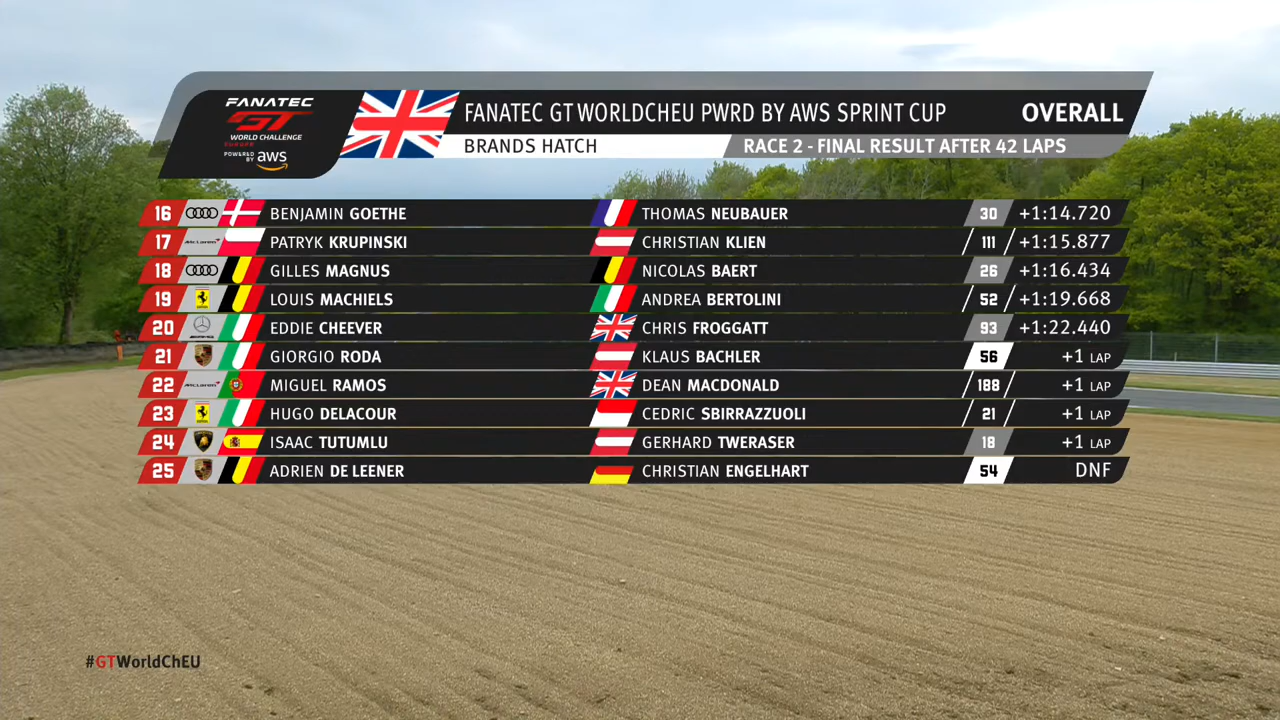 FANATEC
GT
WORLD CHALLENGE
EUROPE
POWERED BY aws
FANATEC GT WORLDCHEU PWRD BY AWS SPRINT CUP OVERALL
BRANDS HATCH RACE 2 - FINAL RESULT AFTER 42 LAPS
16 BENJAMIN GOETHE THOMAS NEUBAUER 30 +1:14.720
17 McLaren PATRYK KRUPINSKI CHRISTIAN KLIEN 111 +1:15.877
18 GILLES MAGNUS NICOLAS BAERT 26 +1:16.434
19 LOUIS MACHIELS ANDREA BERTOLINI 52 +1:19.668
20 AMG EDDIE CHEEVER CHRIS FROGGATT 93 +1:22.440
21 GIORGIO RODA KLAUS BACHLER 56 +1 LAP
22 McLaren MIGUEL RAMOS DEAN MACDONALD 188 +1 LAP
23 HUGO DELACOUR CEDRIC SBIRRAZZUOLI 21 +1 LAP
24 ISAAC TUTUMLU GERHARD TWERASER 18 +1 LAP
25 ADRIEN DE LEENER CHRISTIAN ENGELHART 54 DNF
#GTWorldChEU